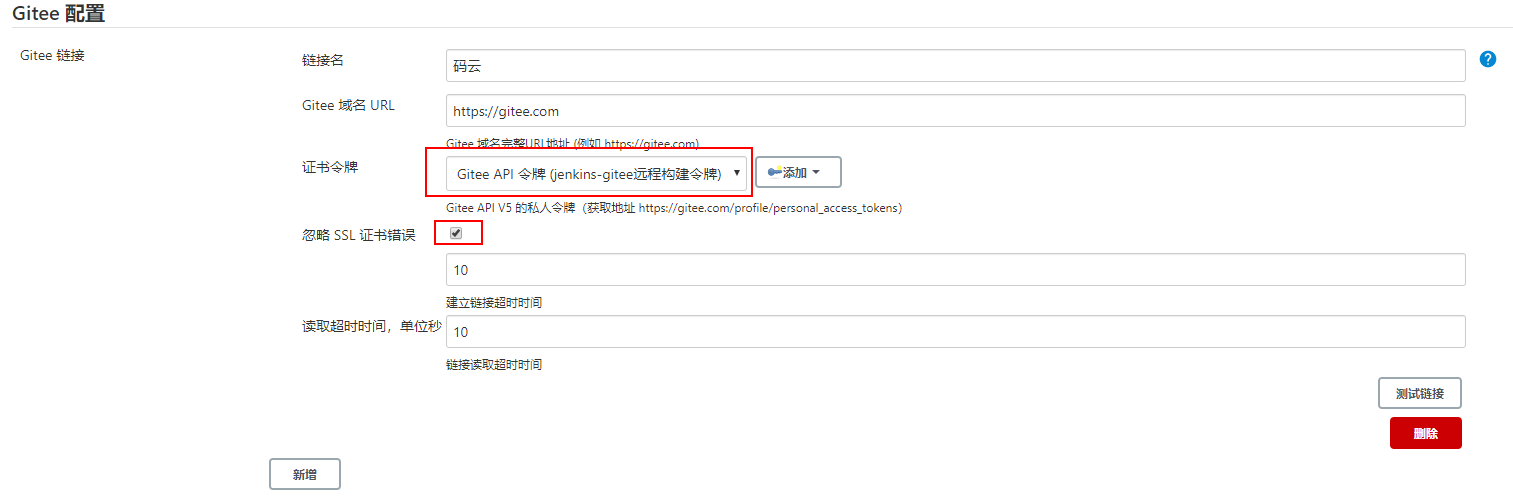 Gitee 配置
Gitee 链接
链接名
码云
Gitee 域名 URL
https://gitee.com
Gitee 域名完整URL地址 (例如 https://gitee.com)
证书令牌
Gitee API 令牌 (jenkins-gitee远程构建令牌)
添加
Gitee API V5 的私人令牌（获取地址 https://gitee.com/profile/personal_access_tokens）
忽略 SSL 证书错误
10
建立链接超时时间
读取超时时间，单位秒
10
链接读取超时时间
测试链接
删除
新增